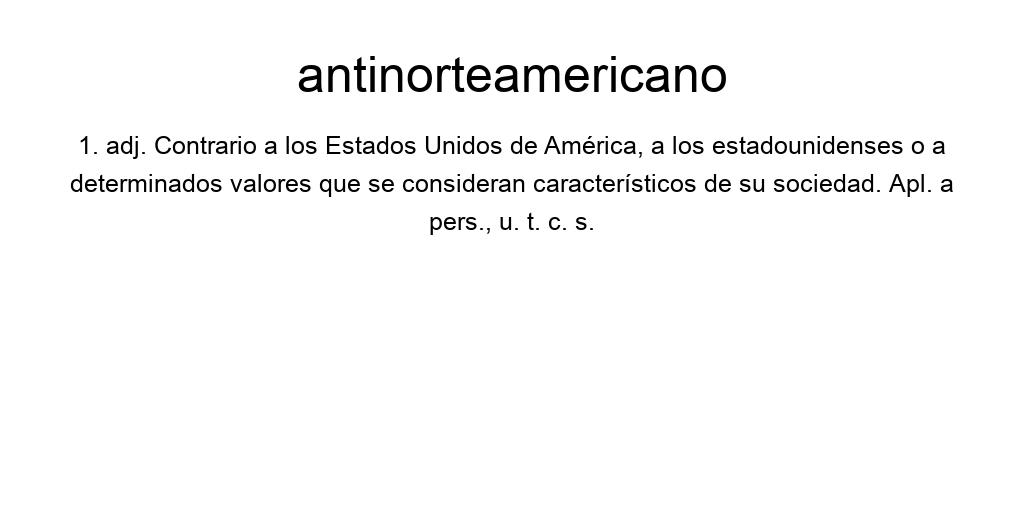 antinorteamericano
1. adj. Contrario a los Estados Unidos de América, a los estadounidenses o a
determinados valores que se consideran característicos de su sociedad. Apl. a
pers., u. t. c. s.